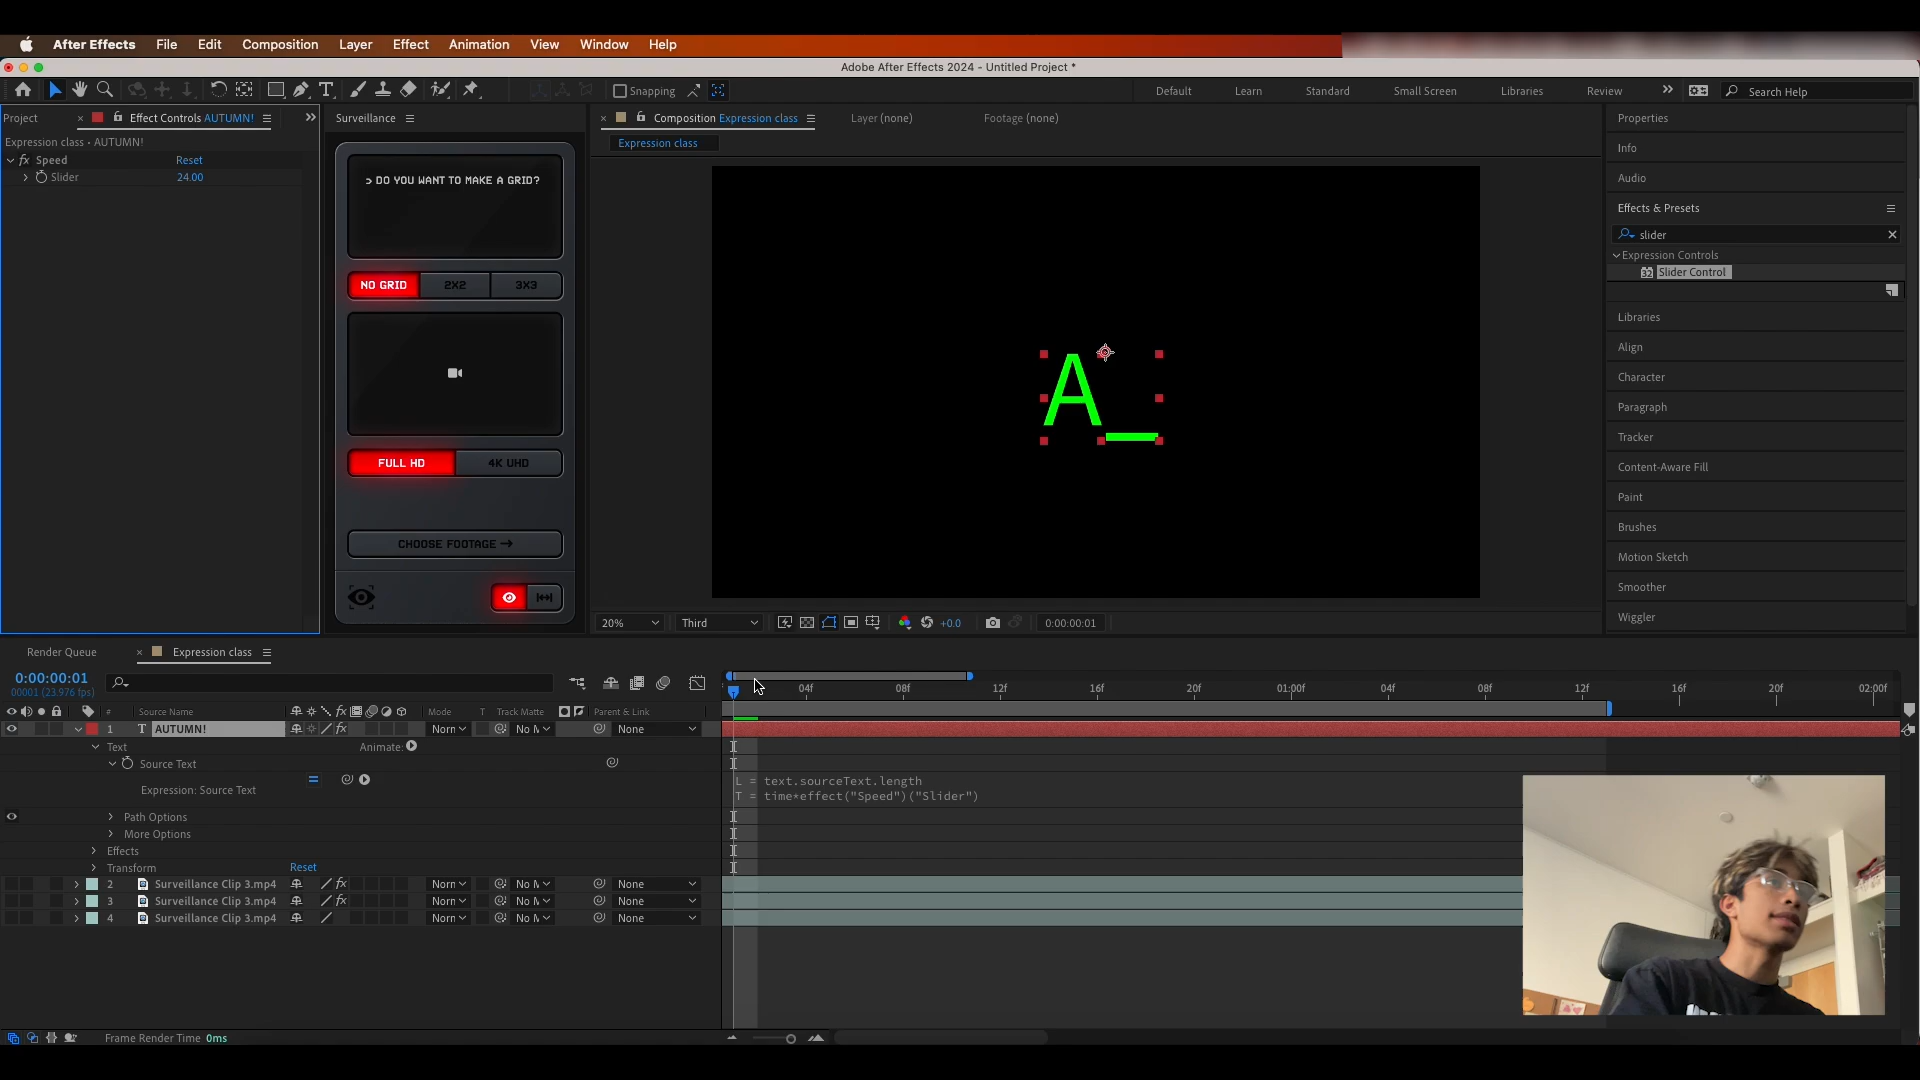 After Effects File Edit Composition Layer Effect Animation View Window Help
Adobe After Effects 2024 - Untitled Project *
Snapping
Default Learn Standard Small Screen Libraries Review Search Help
Project × Effect Controls AUTUMN!
Expression class • AUTUMN!
fx Speed Reset
Slider 24.00
Surveillance
> DO YOU WANT TO MAKE A GRID?
NO GRID 2X2 3X3
FULL HD 4K UHD
CHOOSE FOOTAGE →
× Composition Expression class Layer (none) Footage (none)
Expression class
A_
20% Third +0.0 0:00:00:01
Properties
Info
Audio
Effects & Presets
slider
Expression Controls
32 Slider Control
Libraries
Align
Character
Paragraph
Tracker
Content-Aware Fill
Paint
Brushes
Motion Sketch
Smoother
Wiggler
Render Queue × Expression class
0:00:00:01
00001 (23.976 fps)
04f 08f 12f 16f 20f 01:00f 04f 08f 12f 16f 20f 02:00f
# Source Name fx Mode T Track Matte Parent & Link
1 T AUTUMN! fx Norn No M None
Text Animate:
Source Text
Expression: Source Text
L = text.sourceText.length
T = time*effect("Speed")("Slider")
Path Options
More Options
Effects
Transform Reset
2 Surveillance Clip 3.mp4 fx Norn No M None
3 Surveillance Clip 3.mp4 fx Norn No M None
4 Surveillance Clip 3.mp4 Norn No M None
Frame Render Time 0ms